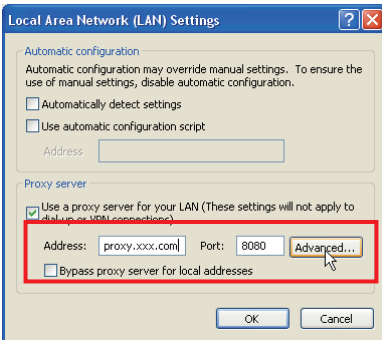 Local Area Network (LAN) Settings
Automatic configuration
Automatic configuration may override manual settings. To ensure the
use of manual settings, disable automatic configuration.
Automatically detect settings
Use automatic configuration script
Address
Proxy server
Use a proxy server for your LAN (These settings will not apply to
dial-up or VPN connections)
Address: proxy.xxx.com Port: 8080 Advanced...
Bypass proxy server for local addresses
OK Cancel